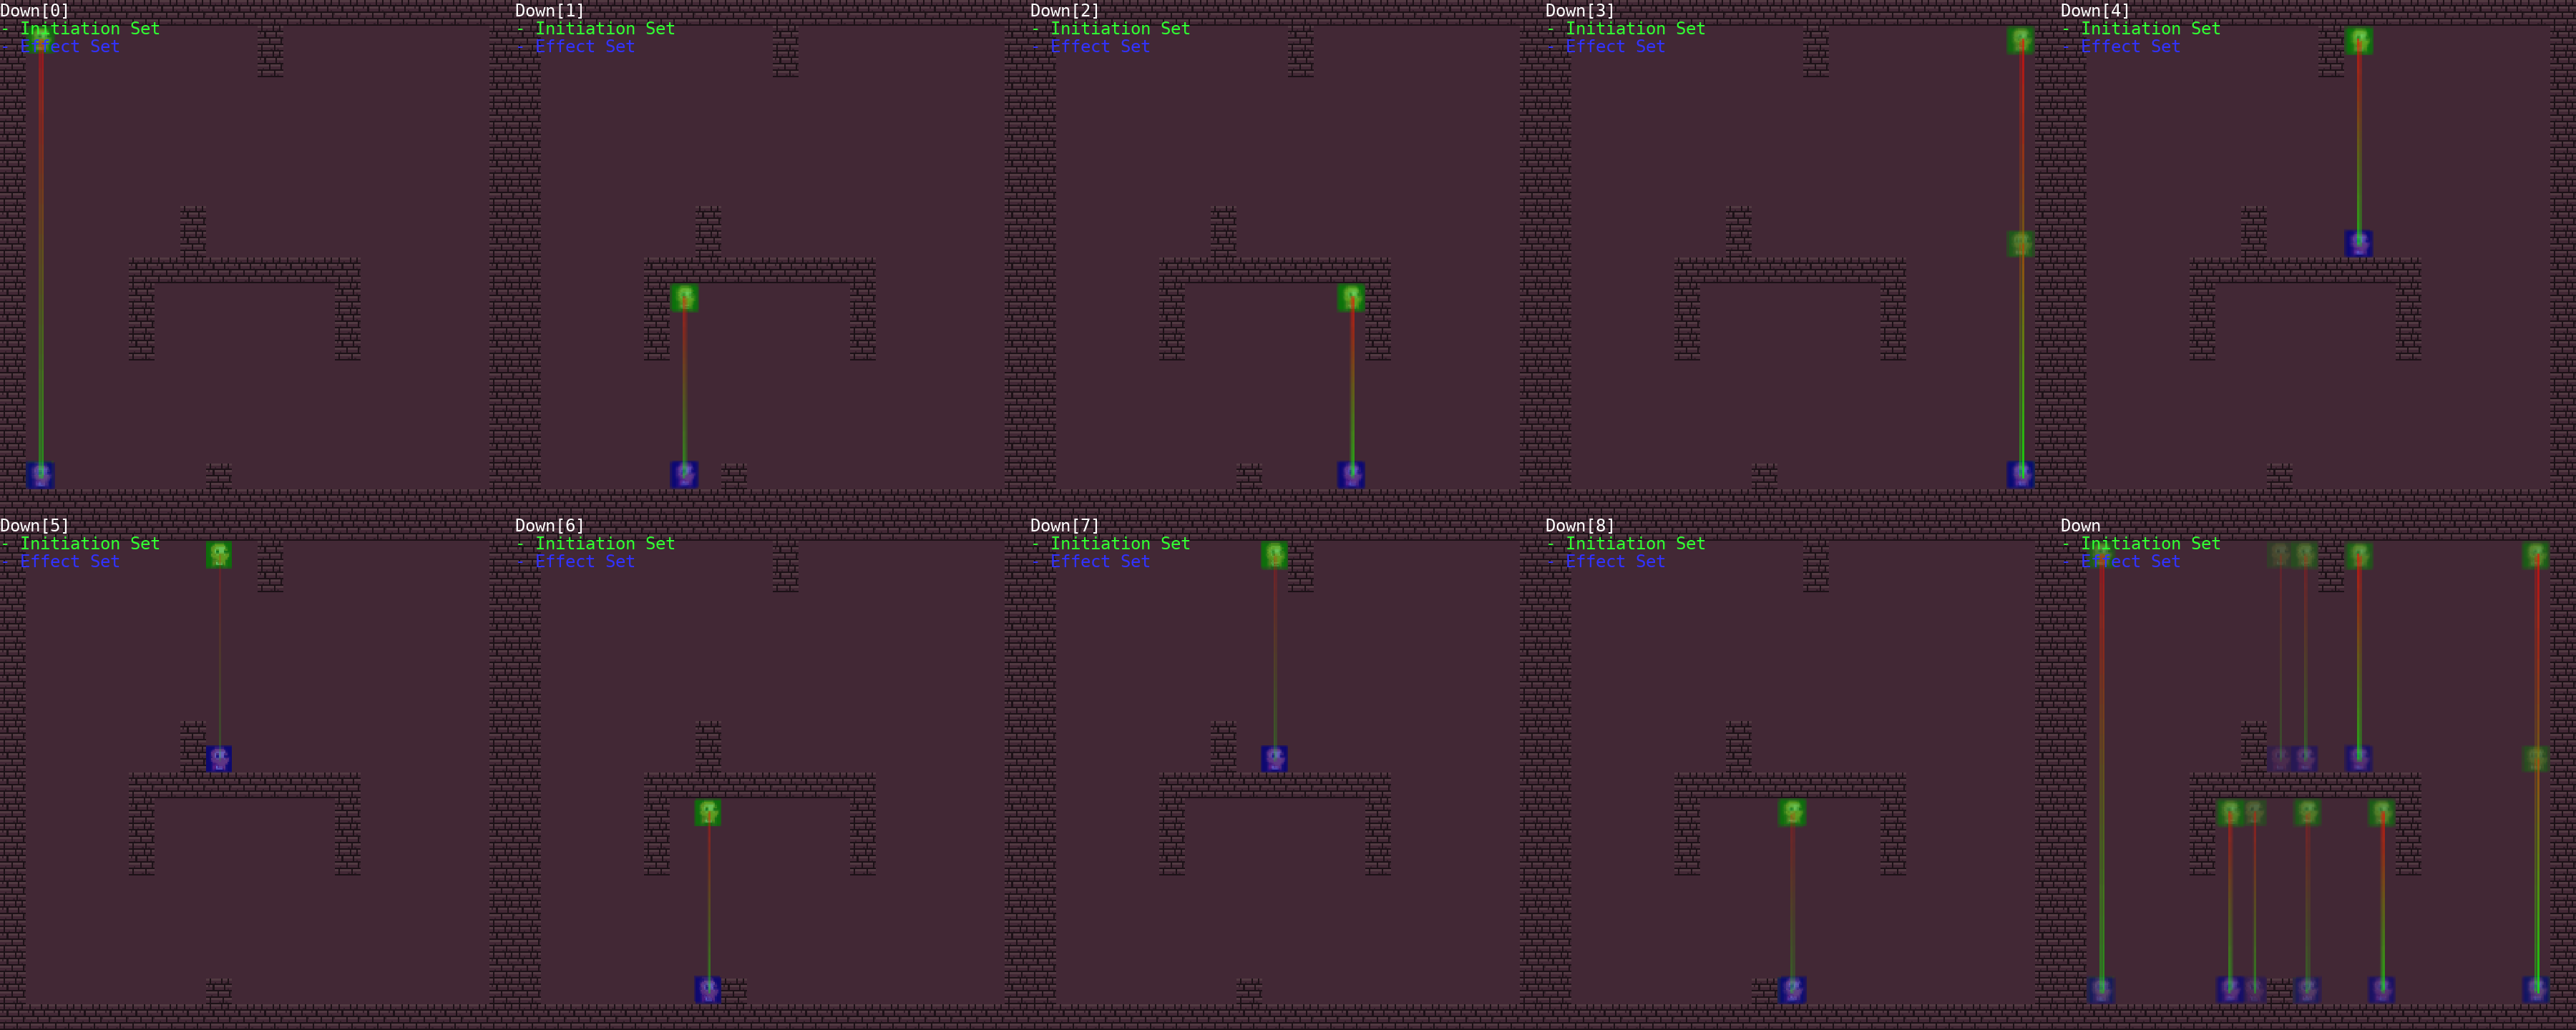 Down[0]
- Initiation Set
- Effect Set
Down[1]
- Initiation Set
- Effect Set
Down[2]
- Initiation Set
- Effect Set
Down[3]
- Initiation Set
- Effect Set
Down[4]
- Initiation Set
- Effect Set
Down[5]
- Initiation Set
- Effect Set
Down[6]
- Initiation Set
- Effect Set
Down[7]
- Initiation Set
- Effect Set
Down[8]
- Initiation Set
- Effect Set
Down
- Initiation Set
- Effect Set